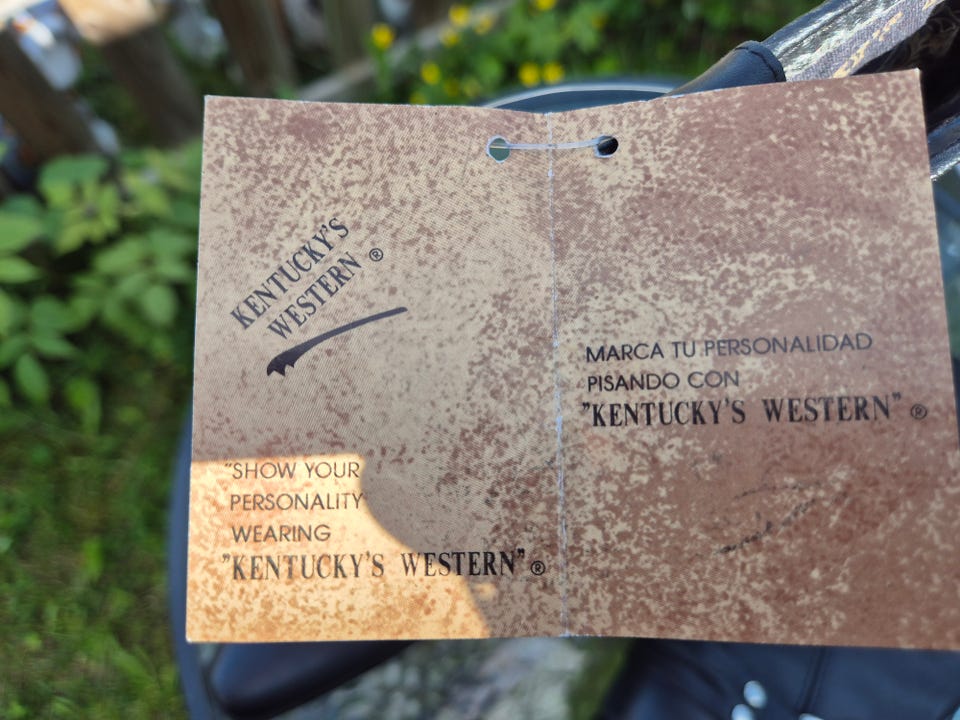 KENTUCKY'S
WESTERN ®
"SHOW YOUR
PERSONALITY
WEARING
"KENTUCKY'S WESTERN"®
MARCA TU PERSONALIDAD
PISANDO CON
"KENTUCKY'S WESTERN"®